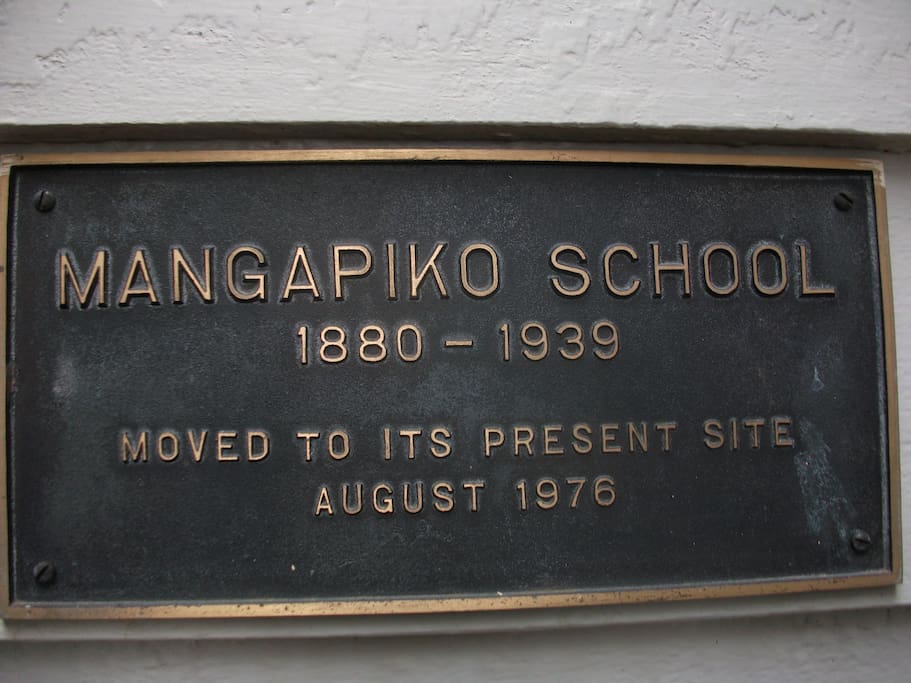 MANGAPIKO SCHOOL
1880 – 1939
MOVED TO ITS PRESENT SITE
AUGUST 1976